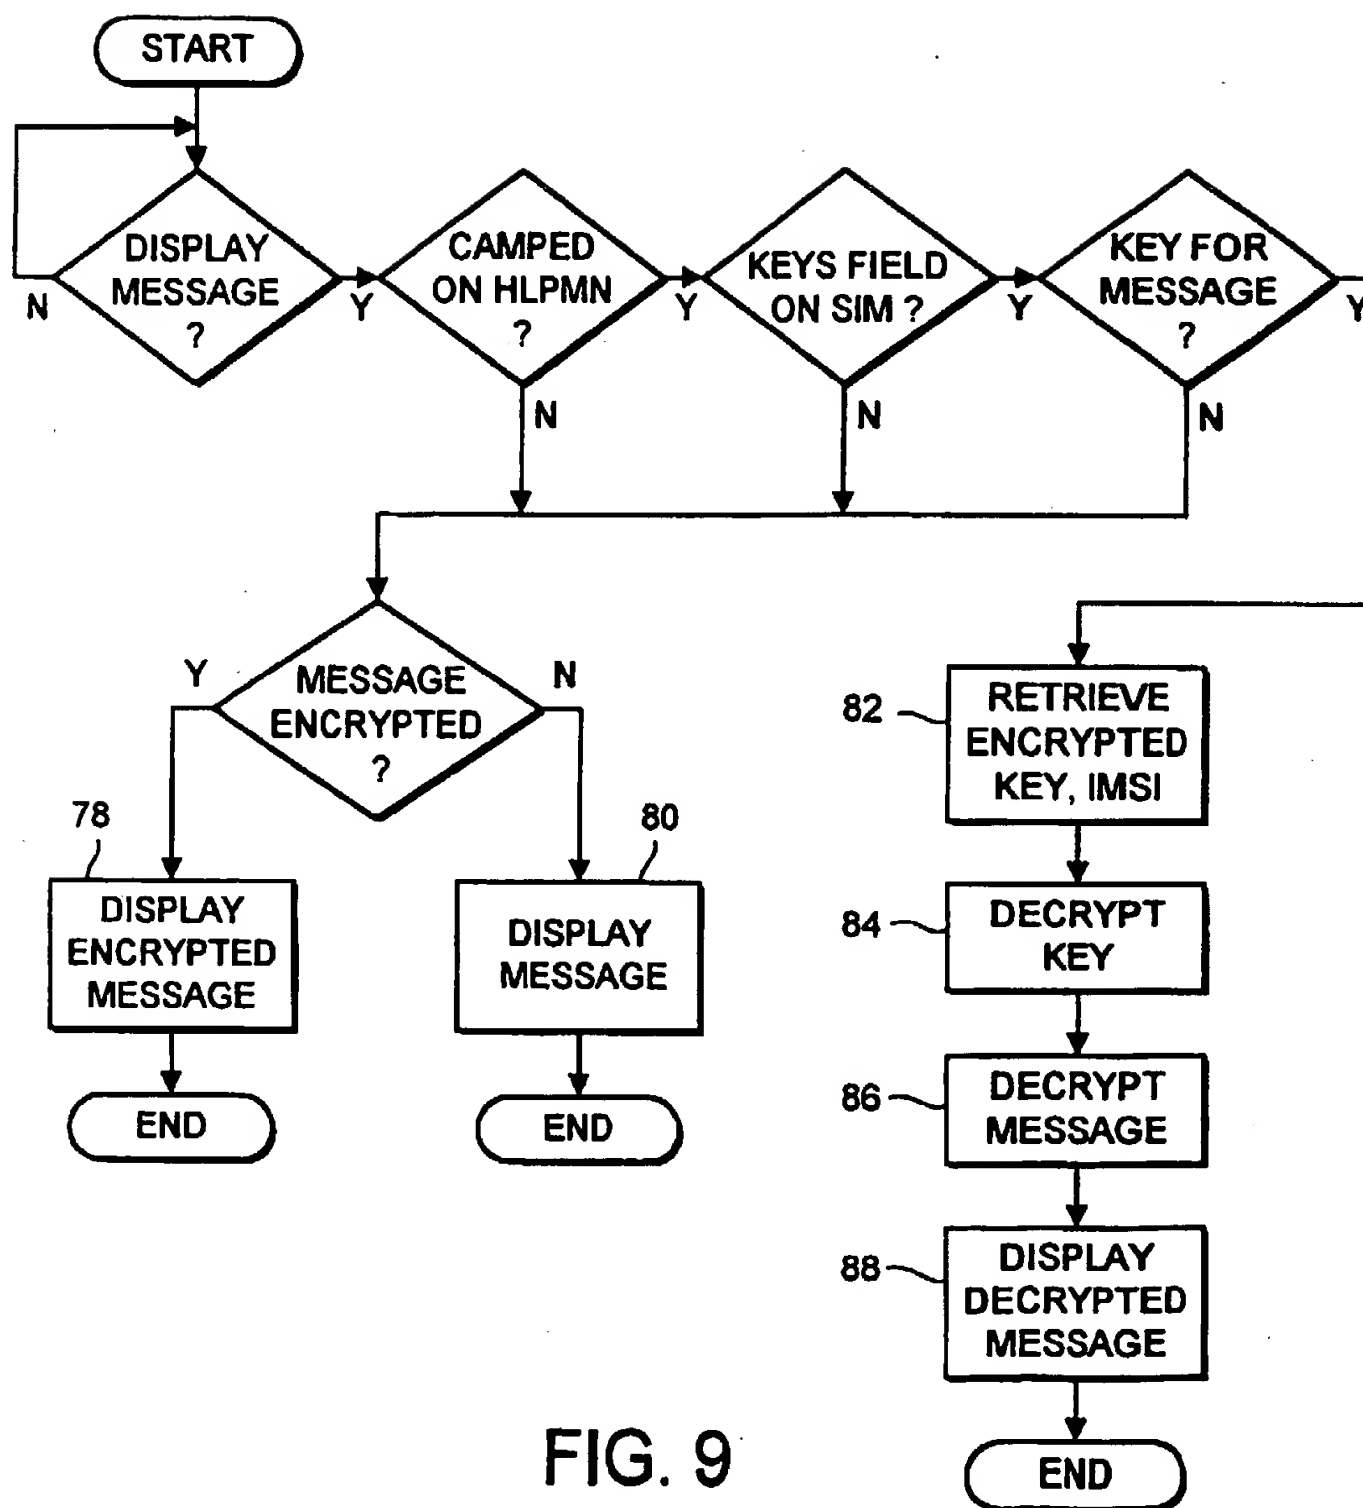 START
DISPLAY
MESSAGE
?
N
Y
CAMPED
ON HLPMN
?
Y
N
KEYS FIELD
ON SIM ?
Y
N
KEY FOR
MESSAGE
?
Y
N
MESSAGE
ENCRYPTED
?
Y
N
78
DISPLAY
ENCRYPTED
MESSAGE
END
80
DISPLAY
MESSAGE
END
82
RETRIEVE
ENCRYPTED
KEY, IMSI
84
DECRYPT
KEY
86
DECRYPT
MESSAGE
88
DISPLAY
DECRYPTED
MESSAGE
END
FIG. 9